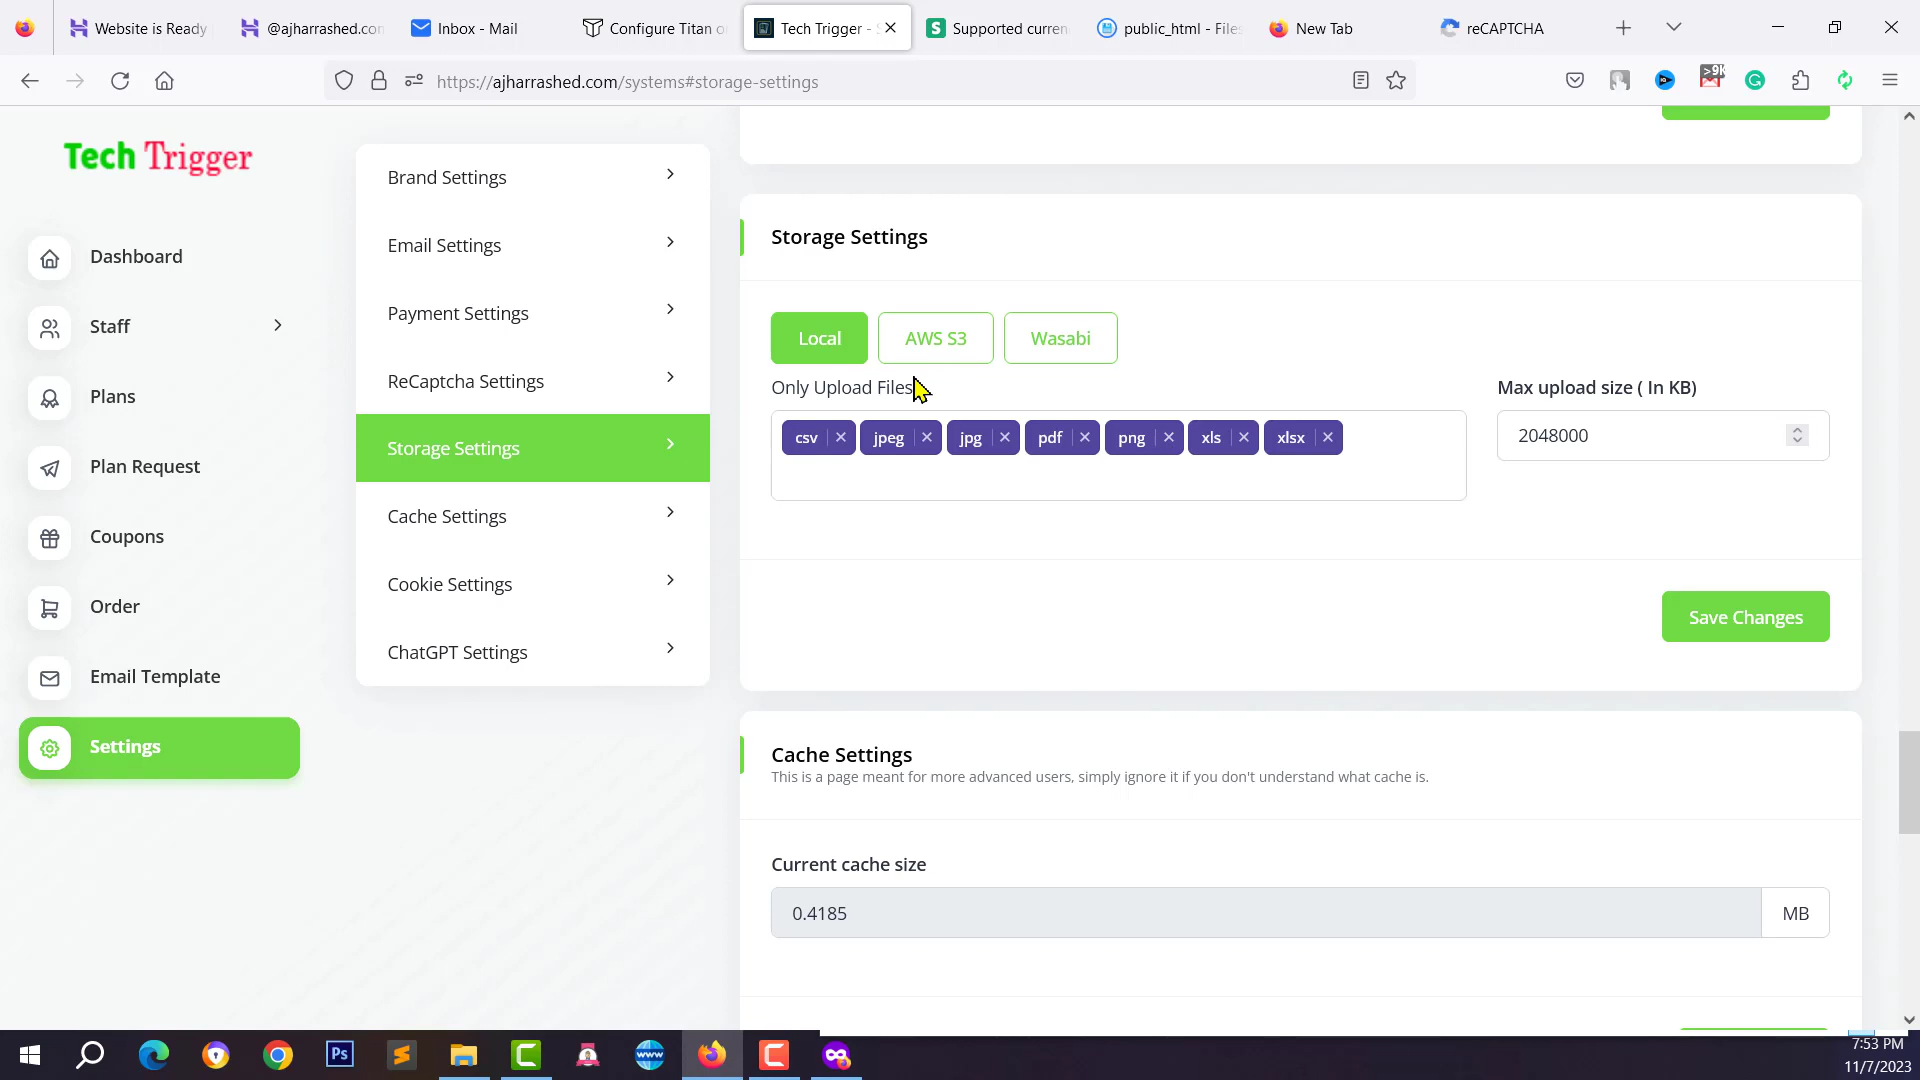 Website is Ready
@ajharrashed.con
Inbox - Mail
Configure Titan o
Tech Trigger - S
Supported curren
public_html - Files
New Tab
reCAPTCHA
https://ajharrashed.com/systems#storage-settings
>9K
Tech Trigger
Dashboard
Staff
Plans
Plan Request
Coupons
Order
Email Template
Settings
Brand Settings
Email Settings
Payment Settings
ReCaptcha Settings
Storage Settings
Cache Settings
Cookie Settings
ChatGPT Settings
Storage Settings
Local
AWS S3
Wasabi
Only Upload Files
Max upload size ( In KB)
csv
jpeg
jpg
pdf
png
xls
xlsx
2048000
Save Changes
Cache Settings
This is a page meant for more advanced users, simply ignore it if you don't understand what cache is.
Current cache size
0.4185
MB
Ps
www
7:53 PM
11/7/2023